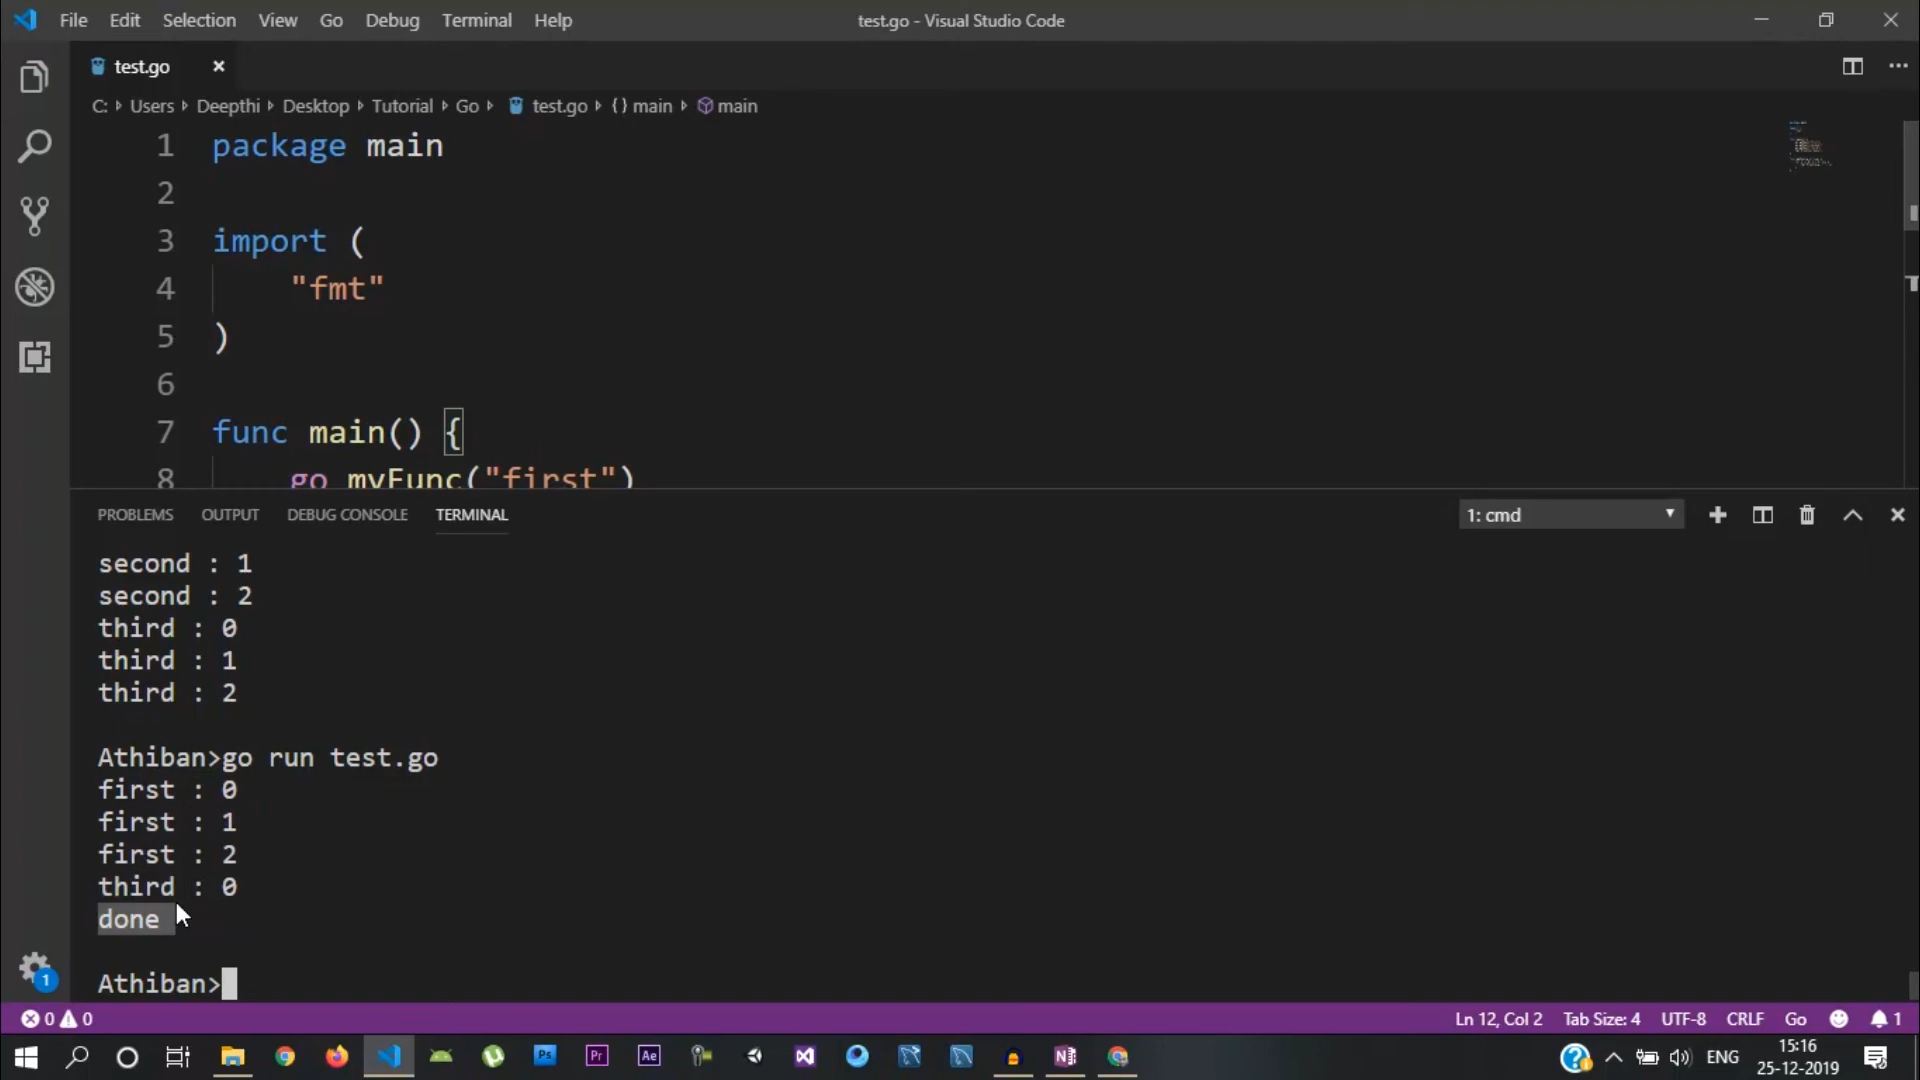 File Edit Selection View Go Debug Terminal Help test.go - Visual Studio Code
test.go ×
C: Users Deepthi Desktop Tutorial Go test.go {} main main
1 package main
2
3 import (
4 "fmt"
5 )
6
7 func main() {
8 go myFunc("first")
PROBLEMS OUTPUT DEBUG CONSOLE TERMINAL 1: cmd
second : 1
second : 2
third : 0
third : 1
third : 2
Athiban>go run test.go
first : 0
first : 1
first : 2
third : 0
done
Athiban>
1
0 0 Ln 12, Col 2 Tab Size: 4 UTF-8 CRLF Go 1
Ps Pr Ae N ENG 15:16
25-12-2019